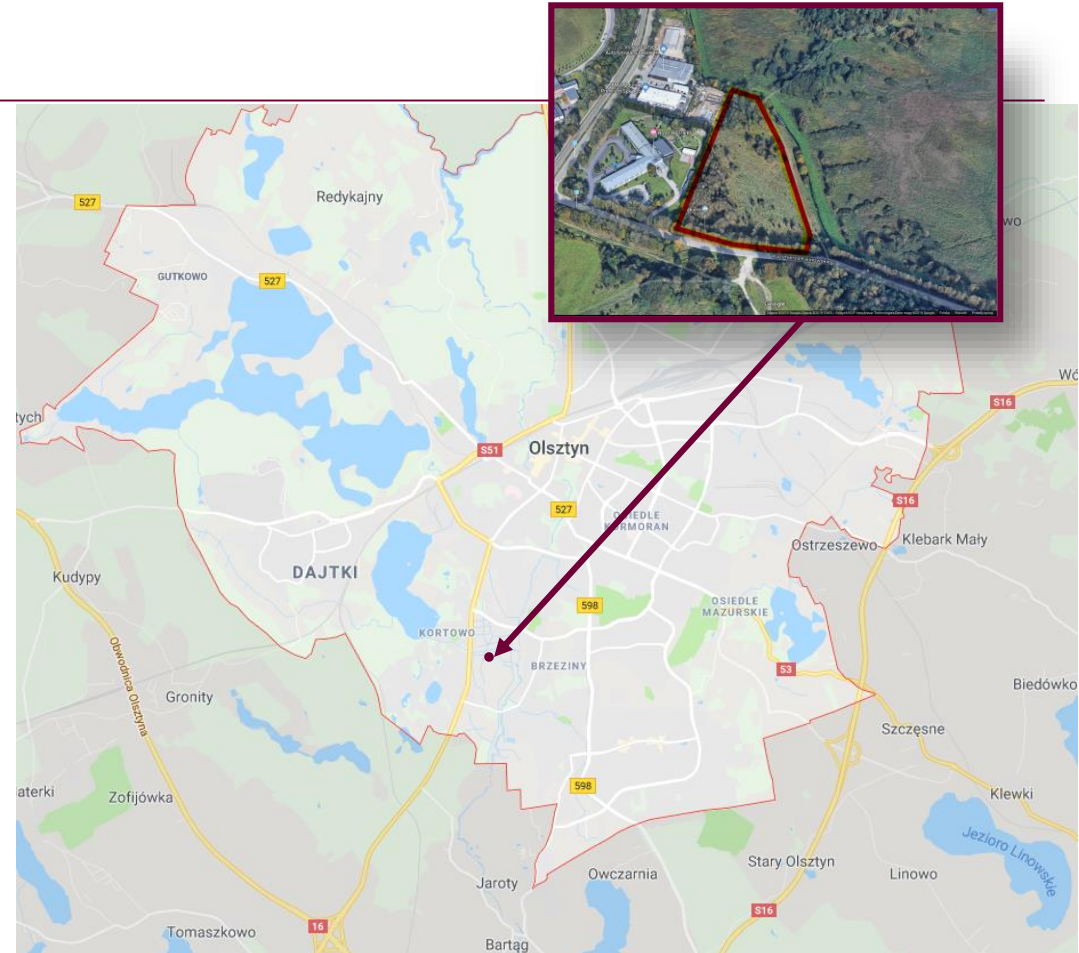 Redykajny
527
GUTKOWO
527
wo
Wó
S16
tych
S51
Olsztyn
S16
527
OSIEDLE
KORMORAN
Ostrzeszewo
Klebark Mały
Kudypy
DAJTKI
OSIEDLE
MAZURSKIE
598
KORTOWO
BRZEZINY
53
Obwodnica Olsztyna
Gronity
Biedówko
Szczęsne
598
aterki
Zofijówka
Klewki
Jezioro Linowskie
Stary Olsztyn
Linowo
Jaroty
Owczarnia
S16
16
Tomaszkowo
Bartąg
Google